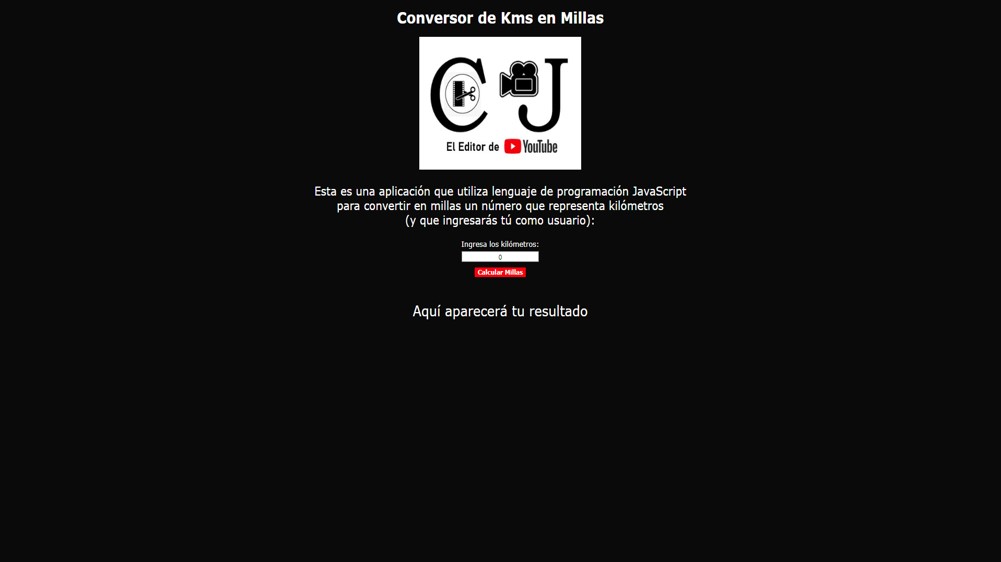 Conversor de Kms en Millas
C J
El Editor de YouTube
Esta es una aplicación que utiliza lenguaje de programación JavaScript
para convertir en millas un número que representa kilómetros
(y que ingresarás tú como usuario):
Ingresa los kilómetros:
0
Calcular Millas
Aquí aparecerá tu resultado